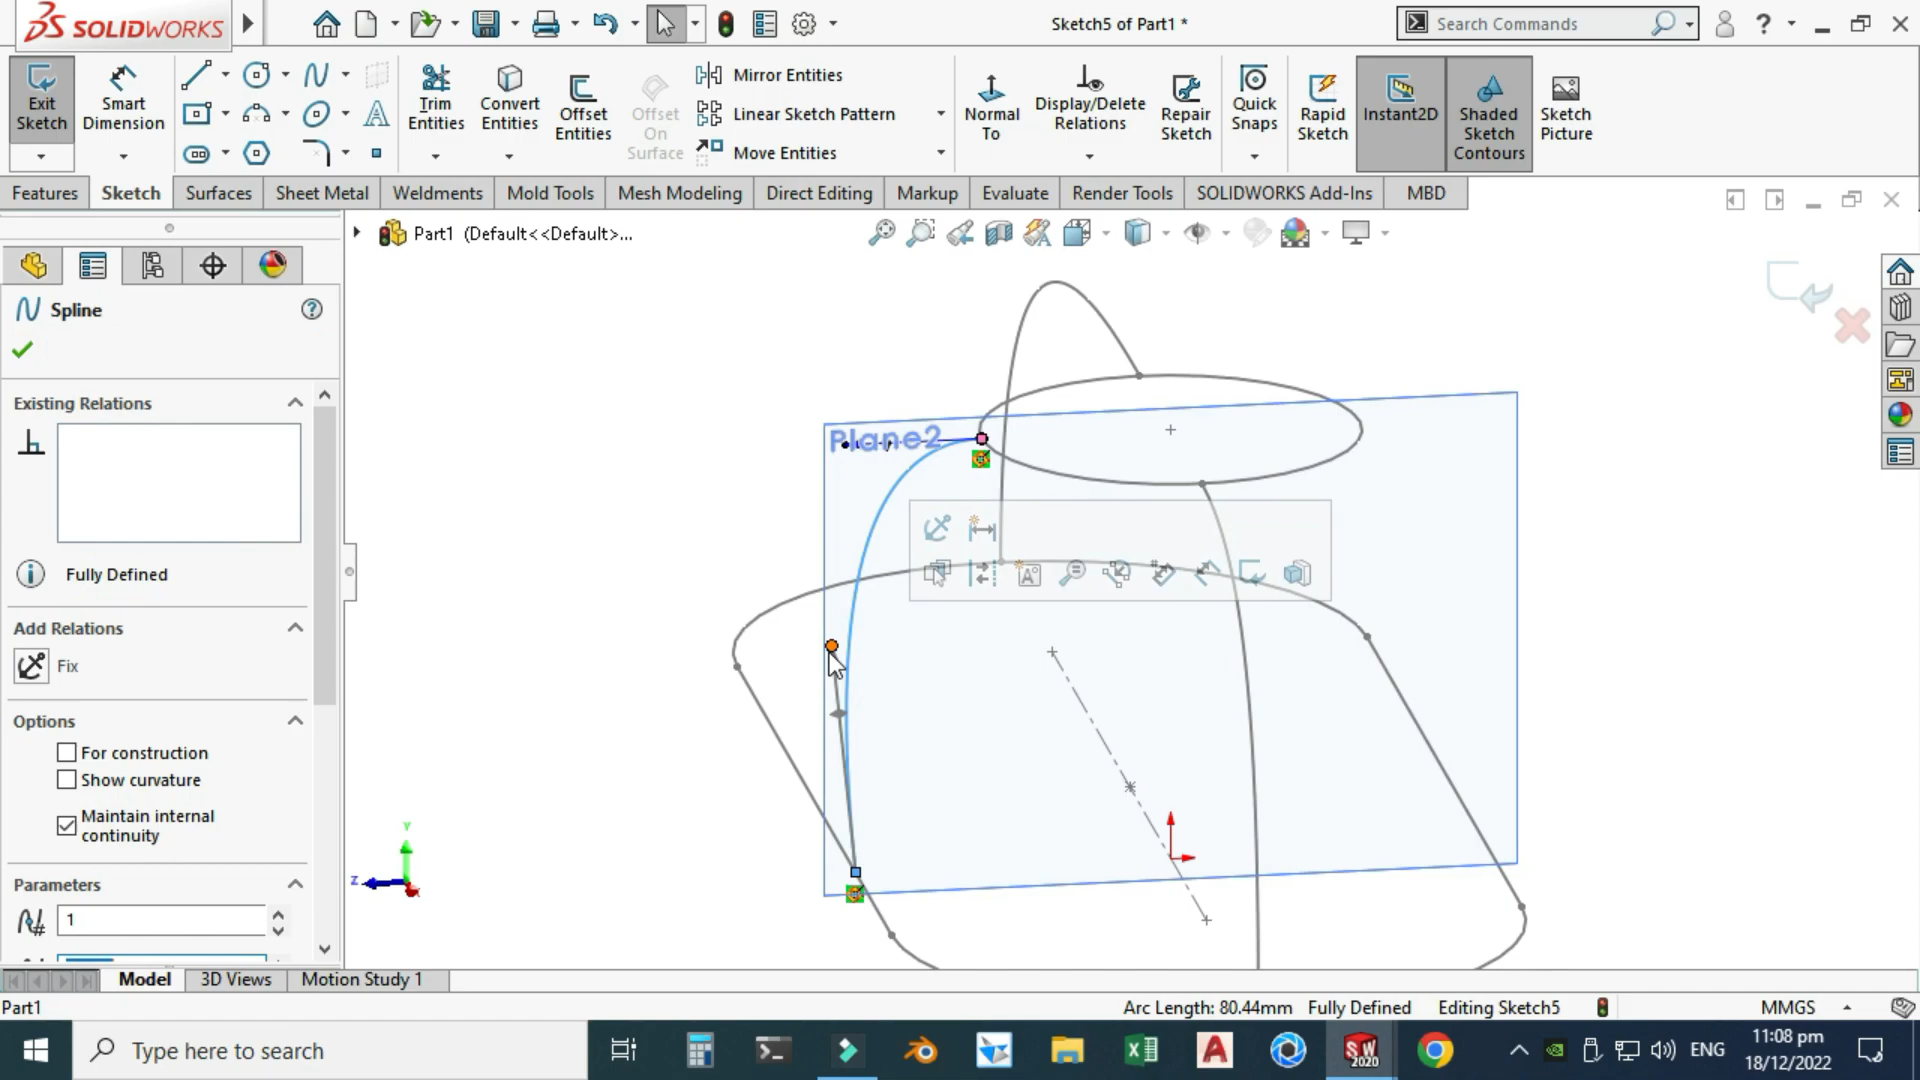 SOLIDWORKS
Sketch5 of Part1 *
Search Commands
Exit Sketch
Smart Dimension
Trim Entities
Convert Entities
Offset Entities
Offset On Surface
Mirror Entities
Linear Sketch Pattern
Move Entities
Normal To
Display/Delete Relations
Repair Sketch
Quick Snaps
Rapid Sketch
Instant2D
Shaded Sketch Contours
Sketch Picture
Features
Sketch
Surfaces
Sheet Metal
Weldments
Mold Tools
Mesh Modeling
Direct Editing
Markup
Evaluate
Render Tools
SOLIDWORKS Add-Ins
MBD
Part1 (Default<<Default>...
Spline
Existing Relations
Fully Defined
Add Relations
Fix
Options
For construction
Show curvature
Maintain internal
continuity
Parameters
1
Plane2
Y
Z
Model
3D Views
Motion Study 1
Part1
Arc Length: 80.44mm
Fully Defined
Editing Sketch5
MMGS
Type here to search
SW
2020
ENG
11:08 pm
18/12/2022